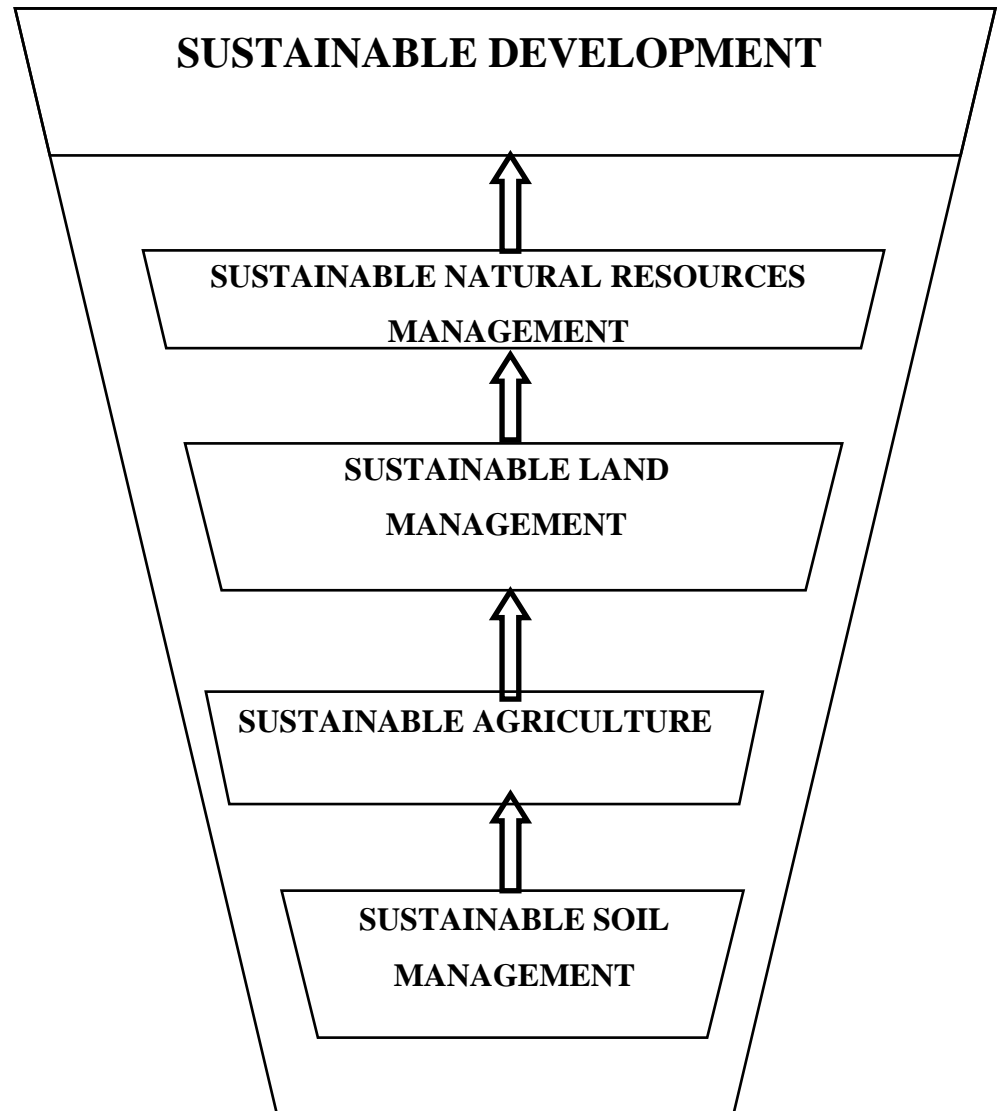 SUSTAINABLE DEVELOPMENT
SUSTAINABLE NATURAL RESOURCES
MANAGEMENT
SUSTAINABLE LAND
MANAGEMENT
SUSTAINABLE AGRICULTURE
SUSTAINABLE SOIL
MANAGEMENT